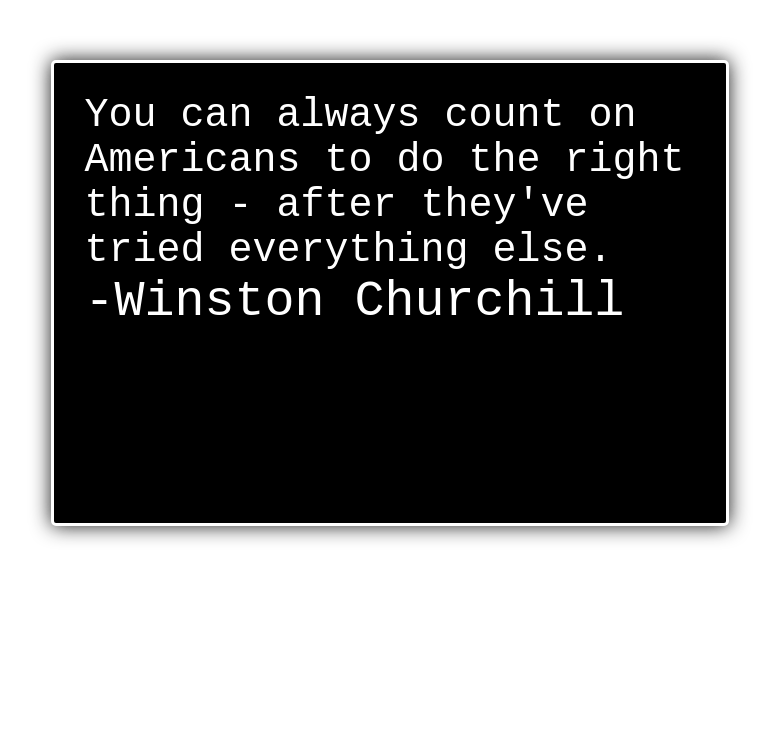 You can always count on
Americans to do the right
thing - after they've
tried everything else.
-Winston Churchill